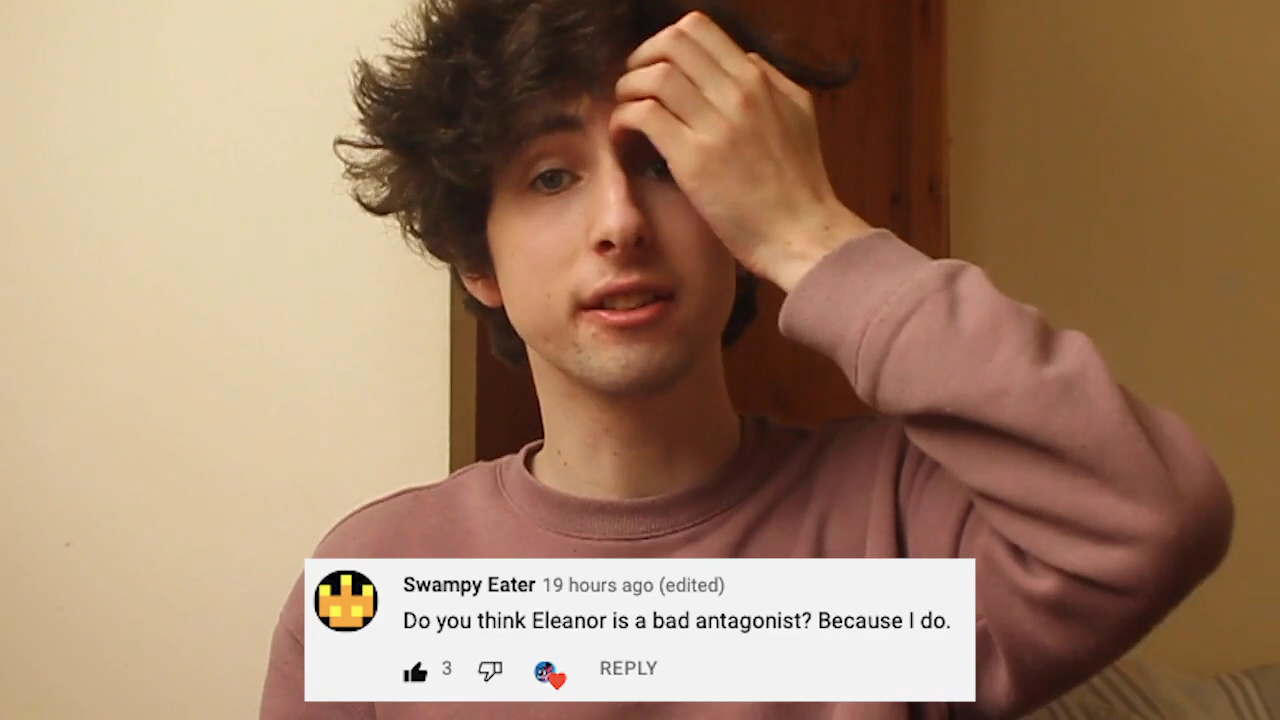 Swampy Eater 19 hours ago (edited)
Do you think Eleanor is a bad antagonist? Because I do.
3 REPLY